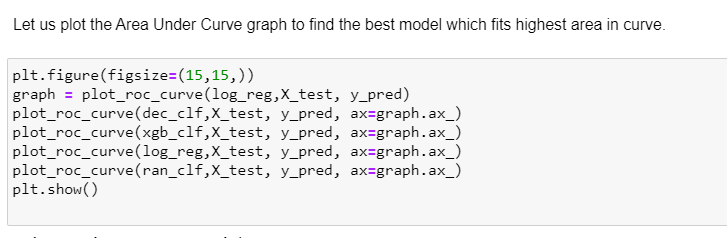 Let us plot the Area Under Curve graph to find the best model which fits highest area in curve.
plt.figure(figsize=(15,15,))
graph = plot_roc_curve(log_reg,X_test, y_pred)
plot_roc_curve(dec_clf,X_test, y_pred, ax=graph.ax_)
plot_roc_curve(xgb_clf,X_test, y_pred, ax=graph.ax_)
plot_roc_curve(log_reg,X_test, y_pred, ax=graph.ax_)
plot_roc_curve(ran_clf,X_test, y_pred, ax=graph.ax_)
plt.show()